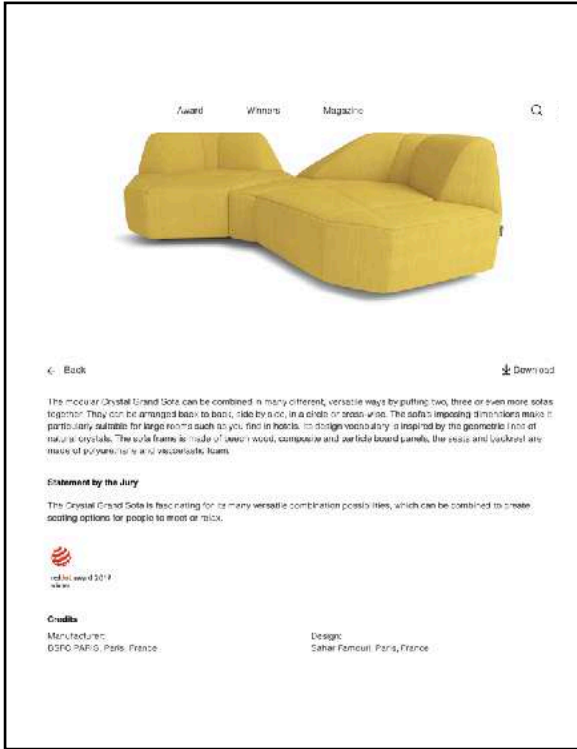 Award Winners Magazine
← Back
Download
The modular Crystal Grand Sofa can be combined in many different, versatile ways by putting two, three or even more sofas
together. They can be arranged back to back, side by side, in a circle or cross-wise. The sofa's imposing dimensions make it
particularly suitable for large rooms such as you find in hotels. Its design vocabulary is inspired by the geometric lines of
natural crystals. The sofa frame is made of beech wood, composite and particle board panels, the seats and backrest are
made of polyurethane and viscoelastic foam.
Statement by the Jury
The Crystal Grand Sofa is fascinating for its many versatile combination possibilities, which can be combined to create
seating options for people to meet or relax.
reddot award
winner
Credits
Manufacturer:
PARIS, Paris, France
Design:
Sahar Famouri, Paris, France